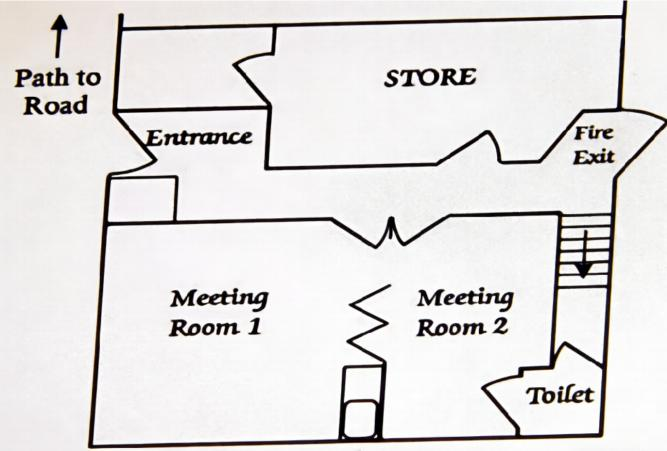 Path to
Road
STORE
Entrance
Fire
Exit
Meeting
Room 1
Meeting
Room 2
Toilet